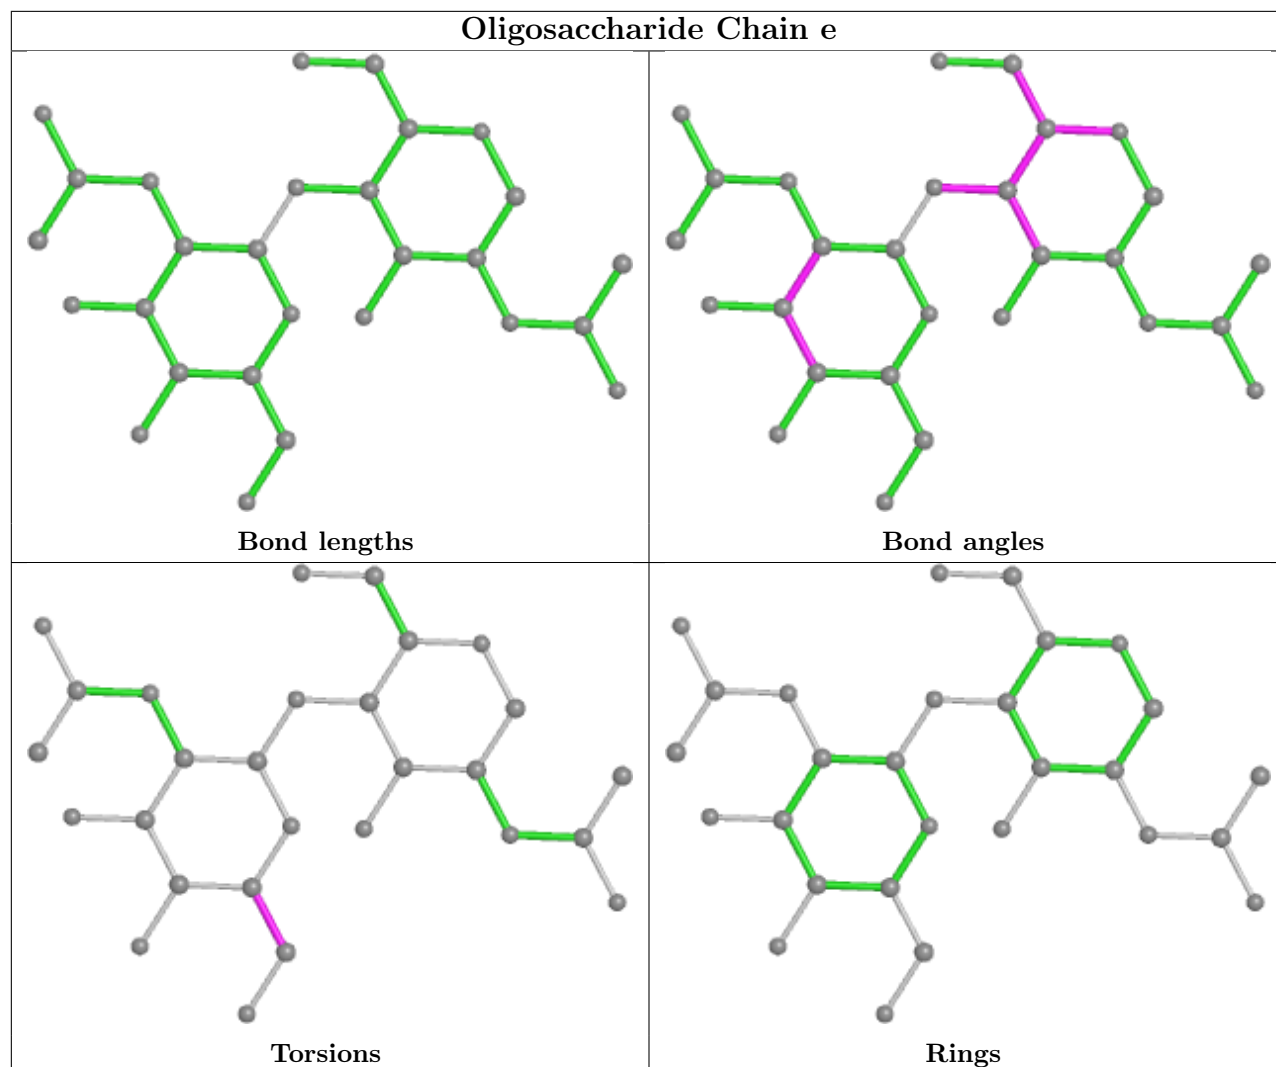 Oligosaccharide Chain e
Bond lengths
Bond angles
Torsions
Rings